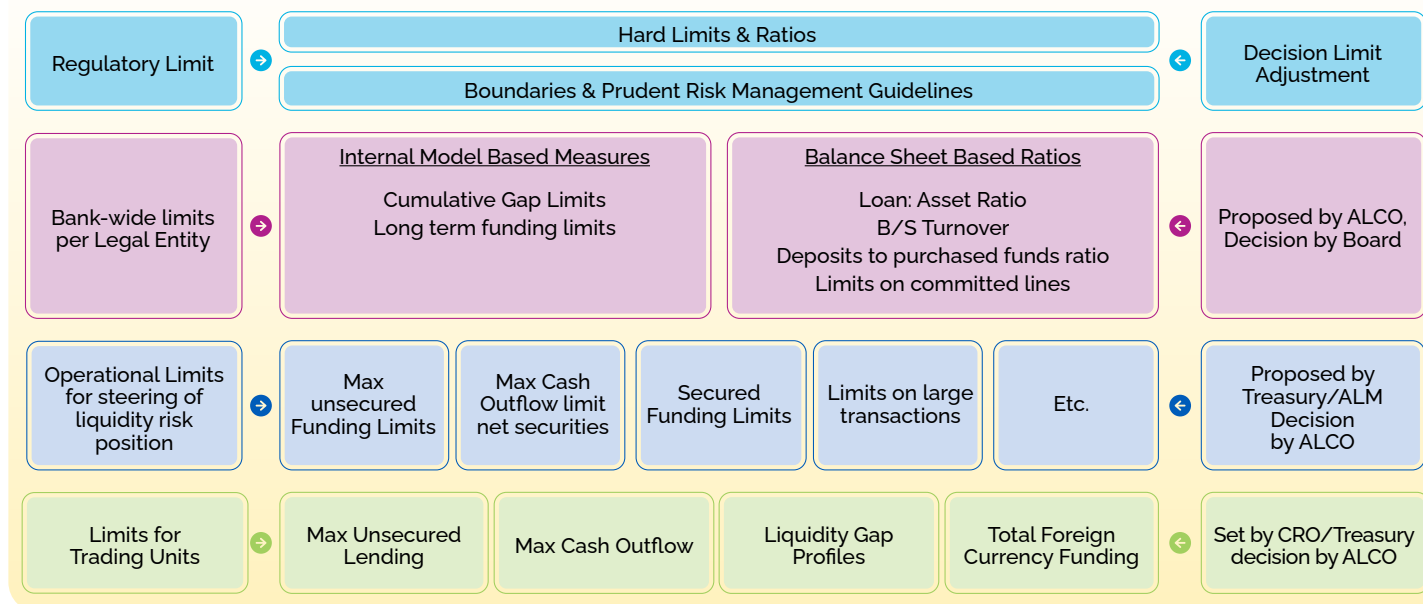 Regulatory Limit
Hard Limits & Ratios
Boundaries & Prudent Risk Management Guidelines
Decision Limit
Adjustment
Bank-wide limits
per Legal Entity
Internal Model Based Measures
Cumulative Gap Limits
Long term funding limits
Balance Sheet Based Ratios
Loan: Asset Ratio
B/S Turnover
Deposits to purchased funds ratio
Limits on committed lines
Proposed by ALCO,
Decision by Board
Operational Limits
for steering of
liquidity risk
position
Max
unsecured
Funding Limits
Max Cash
Outflow limit
net securities
Secured
Funding Limits
Limits on large
transactions
Etc.
Proposed by
Treasury/ALM
Decision
by ALCO
Limits for
Trading Units
Max Unsecured
Lending
Max Cash Outflow
Liquidity Gap
Profiles
Total Foreign
Currency Funding
Set by CRO/Treasury
decision by ALCO